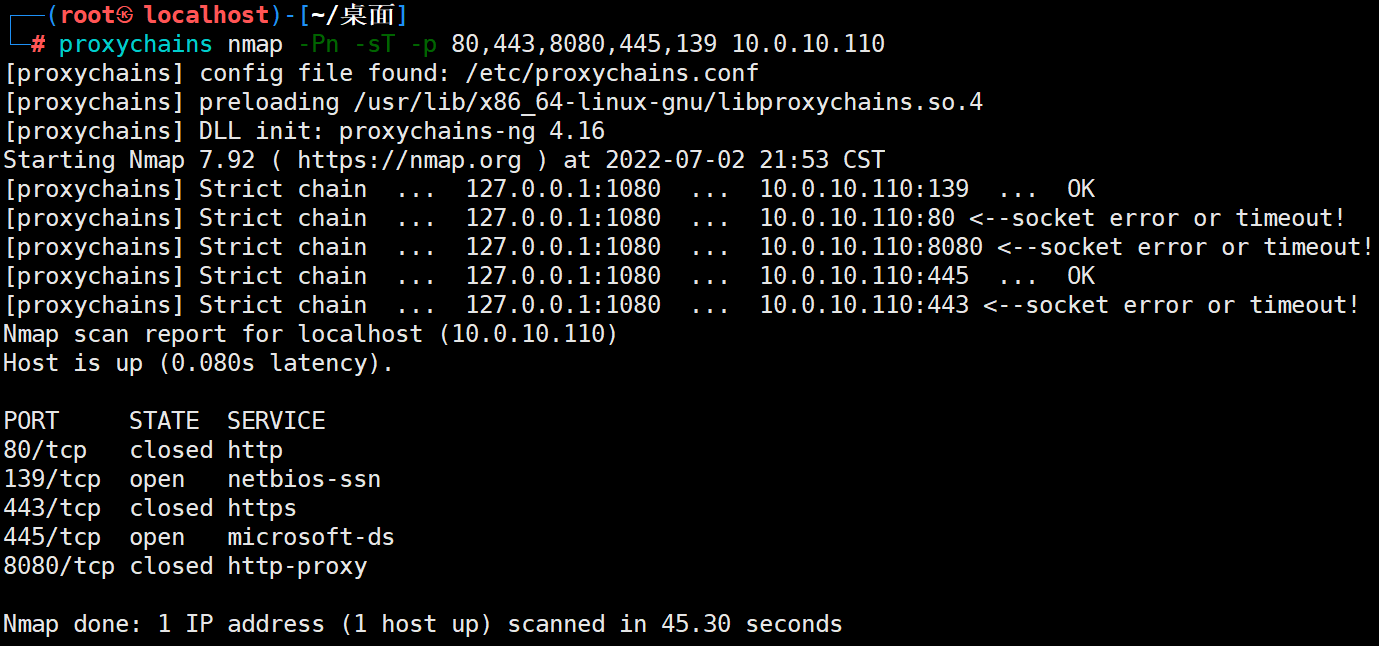 ┌──(root㉿ localhost)-[~/桌面]
└─# proxychains nmap -Pn -sT -p 80,443,8080,445,139 10.0.10.110
[proxychains] config file found: /etc/proxychains.conf
[proxychains] preloading /usr/lib/x86_64-linux-gnu/libproxychains.so.4
[proxychains] DLL init: proxychains-ng 4.16
Starting Nmap 7.92 ( https://nmap.org ) at 2022-07-02 21:53 CST
[proxychains] Strict chain  ...  127.0.0.1:1080  ...  10.0.10.110:139  ...  OK
[proxychains] Strict chain  ...  127.0.0.1:1080  ...  10.0.10.110:80 <--socket error or timeout!
[proxychains] Strict chain  ...  127.0.0.1:1080  ...  10.0.10.110:8080 <--socket error or timeout!
[proxychains] Strict chain  ...  127.0.0.1:1080  ...  10.0.10.110:445  ...  OK
[proxychains] Strict chain  ...  127.0.0.1:1080  ...  10.0.10.110:443 <--socket error or timeout!
Nmap scan report for localhost (10.0.10.110)
Host is up (0.080s latency).

PORT     STATE  SERVICE
80/tcp   closed http
139/tcp  open   netbios-ssn
443/tcp  closed https
445/tcp  open   microsoft-ds
8080/tcp closed http-proxy

Nmap done: 1 IP address (1 host up) scanned in 45.30 seconds